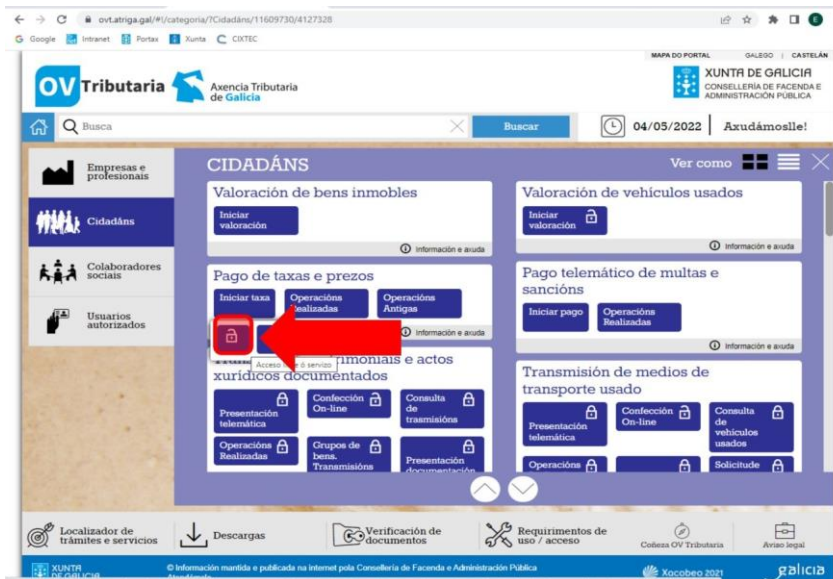 ovt.atriga.gal/#!/categoria/?Cidadáns/11609730/4127328
Google Intranet Portax Xunta CIXTEC
MAPA DO PORTAL GALEGO | CASTELÁN
OV Tributaria
Axencia Tributaria
de Galicia
XUNTA DE GALICIA
CONSELLERÍA DE FACENDA E
ADMINISTRACIÓN PÚBLICA
Busca
Buscar
04/05/2022 Axudámoslle!
Empresas e
profesionais
Cidadáns
Colaboradores
sociais
Usuarios
autorizados
CIDADÁNS
Ver como
Valoración de bens inmobles
Iniciar
valoración
Información e axuda
Valoración de vehículos usados
Iniciar
valoración
Información e axuda
Pago de taxas e prezos
Iniciar taxa
Operacións
Realizadas
Operacións
Antigas
Información e axuda
Acceso
ó servizo
Pago telemático de multas e
sancións
Iniciar pago
Operacións
Realizadas
Información e axuda
e actos
xurídicos documentados
Presentación
telemática
Confección
On-line
Consulta
de
trasmisións
Operacións
Realizadas
Grupos de
bens.
Transmisións
Presentación
documentación
Transmisión de medios de
transporte usado
Presentación
telemática
Confección
On-line
Consulta
de
vehículos
usados
Operacións
Solicitude
Localizador de
trámites e servicios
Descargas
Verificación de
documentos
Requirimentos de
uso / acceso
Coñeza OV Tributaria
Aviso legal
XUNTA
DE GALICIA
© Información mantida e publicada na internet pola Consellería de Facenda e Administración Pública
Xacobeo 2021
galicia